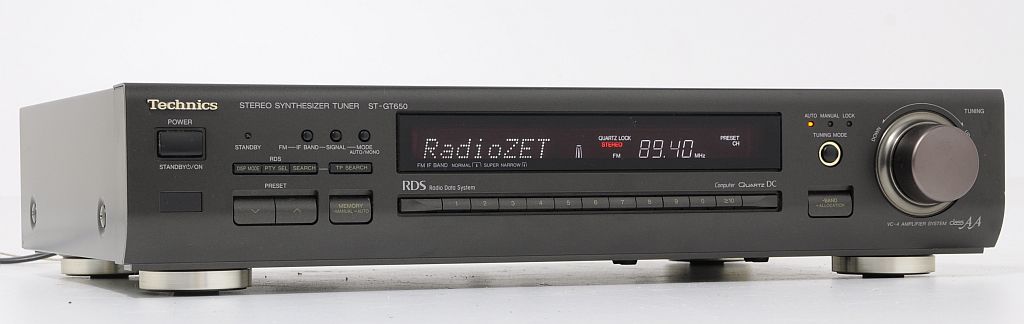 Technics
STEREO SYNTHESIZER TUNER ST-GT650
POWER
STANDBY⏻/ON
STANDBY
FM IF BAND SIGNAL MODE
AUTO/MONO
RDS
DSP MODE PTY SEL SEARCH TP SEARCH
PRESET
MEMORY
-MANUAL -AUTO
RadioZET
QUARTZ LOCK
STEREO
FM
89.40 MHz
PRESET
CH
FM IF BAND NORMAL SUPER NARROW
RDS Radio Data System
Computer Quartz DC
1 2 3 4 5 6 7 8 9 0 ≥10
AUTO MANUAL LOCK
TUNING MODE
-BAND
-ALLOCATION
TUNING
DOWN
VC-4 AMPLIFIER SYSTEM class AA